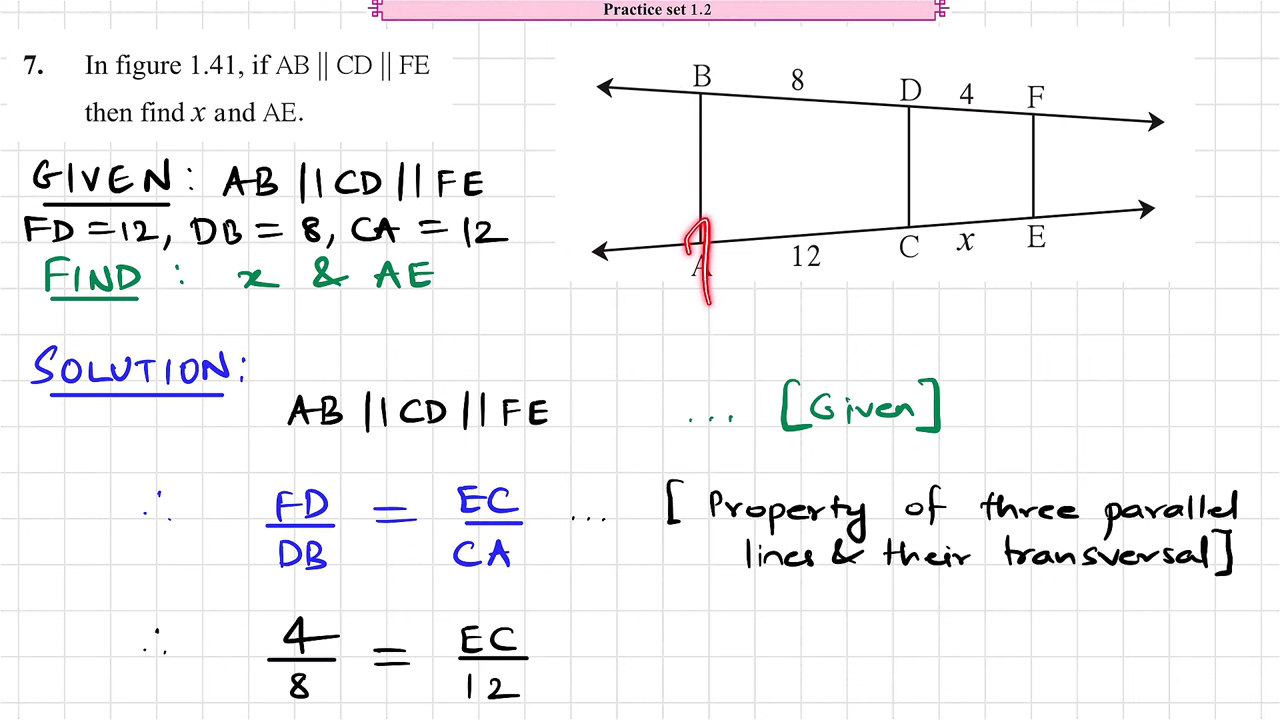 Practice set 1.2
7. In figure 1.41, if AB || CD || FE
then find x and AE.
B 8 D 4 F
A 12 C x E
GIVEN: AB || CD || FE
FD = 12, DB = 8, CA = 12
FIND : x & AE
SOLUTION:
AB || CD || FE ... [Given]
∴ FD/DB = EC/CA ... [Property of three parallel
lines & their transversal]
∴ 4/8 = EC/12